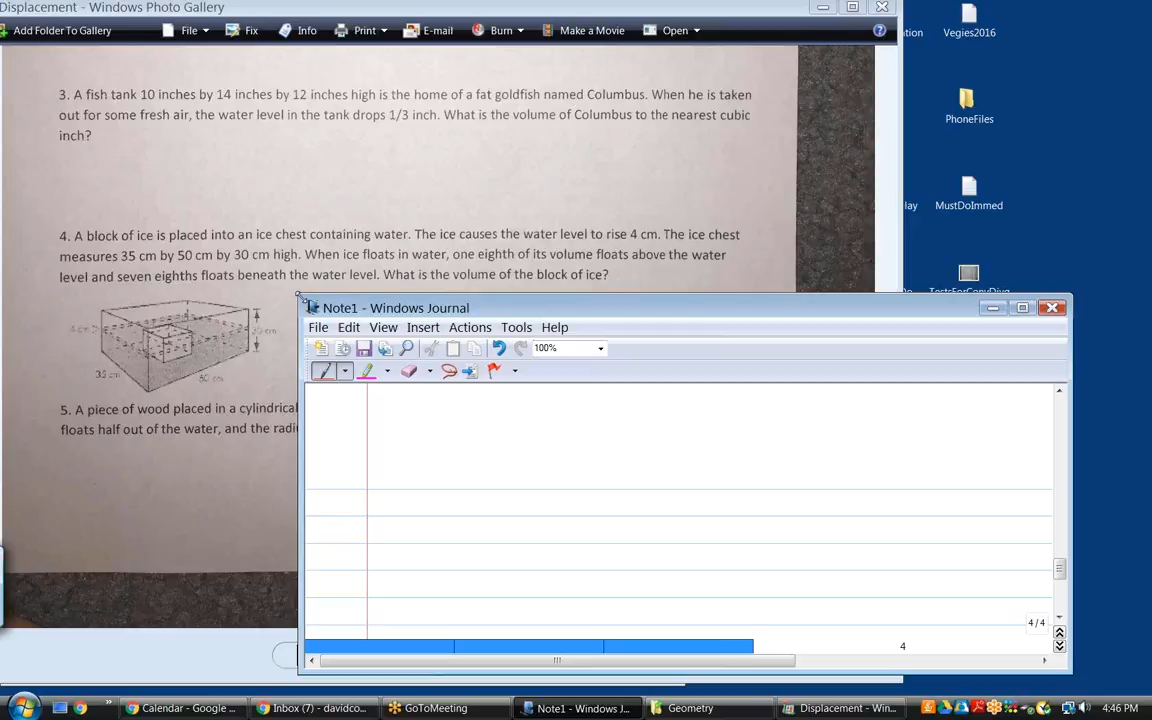 Displacement - Windows Photo Gallery
Add Folder To Gallery File Fix Info Print E-mail Burn Make a Movie Open
3. A fish tank 10 inches by 14 inches by 12 inches high is the home of a fat goldfish named Columbus. When he is taken
out for some fresh air, the water level in the tank drops 1/3 inch. What is the volume of Columbus to the nearest cubic
inch?
4. A block of ice is placed into an ice chest containing water. The ice causes the water level to rise 4 cm. The ice chest
measures 35 cm by 50 cm by 30 cm high. When ice floats in water, one eighth of its volume floats above the water
level and seven eighths floats beneath the water level. What is the volume of the block of ice?
4 cm
30 cm
35 cm
50 cm
5. A piece of wood placed in a cylindrical
floats half out of the water, and the
Note1 - Windows Journal
File Edit View Insert Actions Tools Help
100%
4 / 4
4
Vegies2016
PhoneFiles
MustDoImmed
TestsForConvDivg
Calendar - Google ...
Inbox (7) - davidco...
GoToMeeting
Note1 - Windows J...
Geometry
Displacement - Win...
4:46 PM